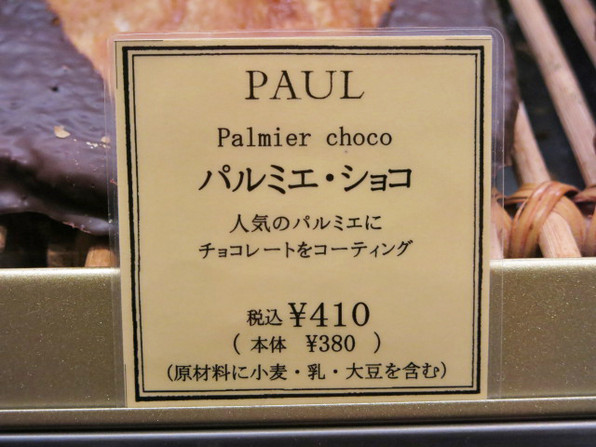 PAUL
Palmier choco
パルミエ・ショコ
人気のパルミエに
チョコレートをコーティング
税込 ¥410
( 本体 ¥380 )
(原材料に小麦・乳・大豆を含む)